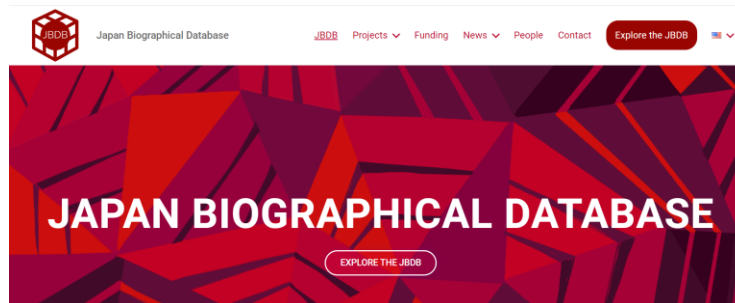 JBDB
Japan Biographical Database
JBDB Projects Funding News People Contact Explore the JBDB
JAPAN BIOGRAPHICAL DATABASE
EXPLORE THE JBDB